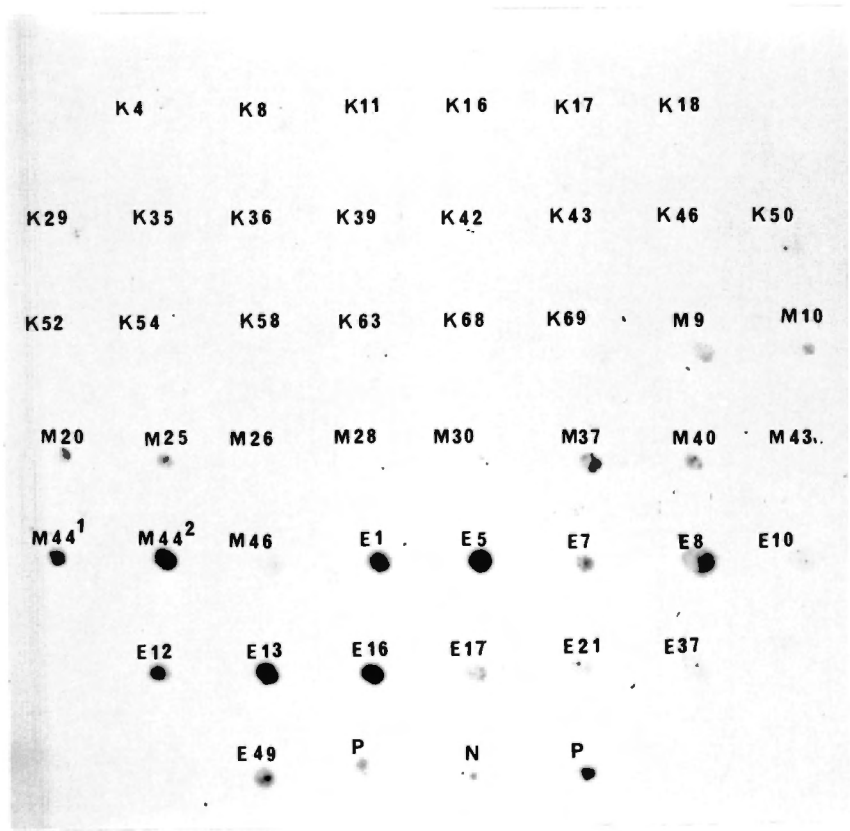 K4 K8 K11 K16 K17 K18
K29 K35 K36 K39 K42 K43 K46 K50
K52 K54 K58 K63 K68 K69 M9 M10
M20 M25 M26 M28 M30 M37 M40 M43
M44¹ M44² M46 E1 E5 E7 E8 E10
E12 E13 E16 E17 E21 E37
E49 P N P